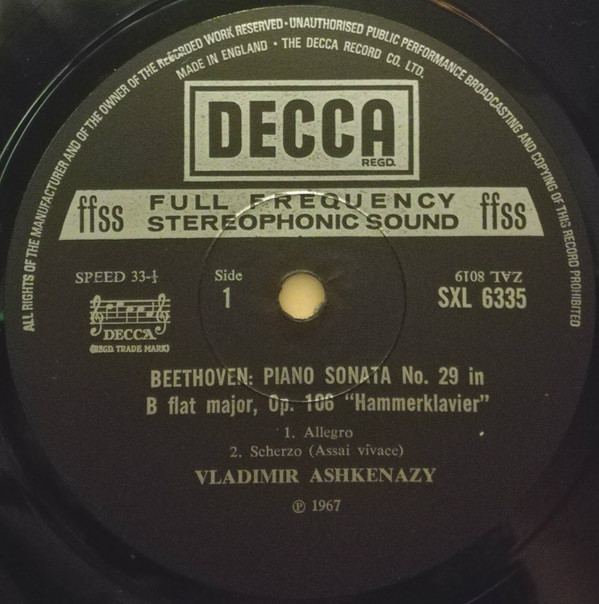 ALL RIGHTS OF THE MANUFACTURER AND OF THE OWNER OF THE RECORDED WORK RESERVED · UNAUTHORISED PUBLIC PERFORMANCE BROADCASTING AND COPYING OF THIS RECORD PROHIBITED
MADE IN ENGLAND · THE DECCA RECORD CO. LTD.
DECCA
REGD.
ffss FULL FREQUENCY ffss
STEREOPHONIC SOUND
SPEED 33-⅓ Side ZAL 8019
1 SXL 6335
DECCA
(REGD. TRADE MARK)
BEETHOVEN: PIANO SONATA No. 29 in
B flat major, Op. 106 "Hammerklavier"
1. Allegro
2. Scherzo (Assai vivace)
VLADIMIR ASHKENAZY
℗ 1967